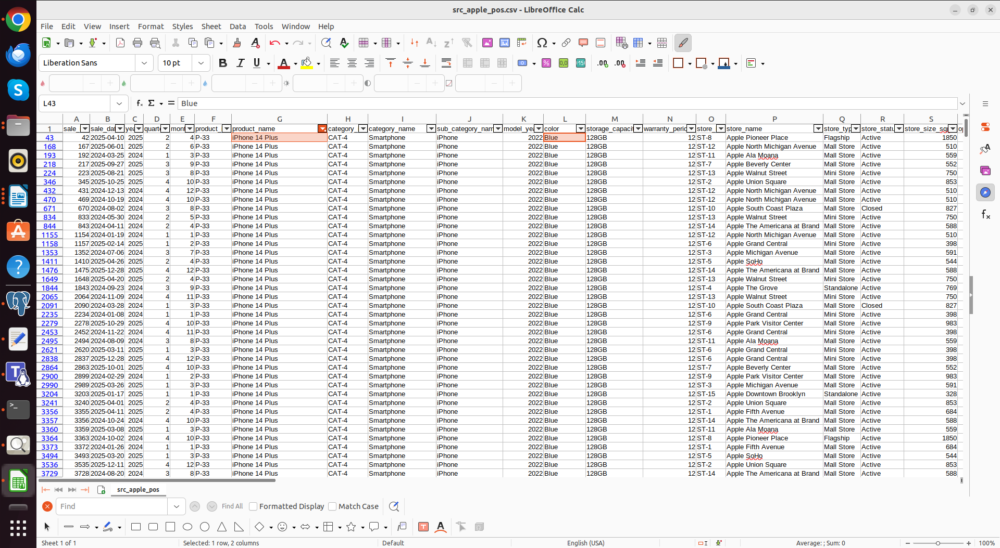 src_apple_pos.csv - LibreOffice Calc
File Edit View Insert Format Styles Sheet Data Tools Window Help
Liberation Sans 10 pt
L43 Blue
A B C D E F G H I J K L M N O P Q R S
1 sale_ sale_dat yea quart mont product_ product_name category_ category_name sub_category_nam model_yea color storage_capacit warranty_perio store_ store_name store_typ store_statu store_size_sq op
43 42 2025-04-10 2025 2 4 P-33 iPhone 14 Plus CAT-4 Smartphone iPhone 2022 Blue 128GB 12 ST-8 Apple Pioneer Place Flagship Active 1850
168 167 2025-06-01 2025 2 6 P-33 iPhone 14 Plus CAT-4 Smartphone iPhone 2022 Blue 128GB 12 ST-12 Apple North Michigan Avenue Mall Store Active 510
193 192 2024-03-25 2024 1 3 P-33 iPhone 14 Plus CAT-4 Smartphone iPhone 2022 Blue 128GB 12 ST-11 Apple Ala Moana Mall Store Active 559
218 217 2025-09-27 2025 3 9 P-33 iPhone 14 Plus CAT-4 Smartphone iPhone 2022 Blue 128GB 12 ST-7 Apple Beverly Center Mall Store Active 552
224 223 2025-08-21 2025 3 8 P-33 iPhone 14 Plus CAT-4 Smartphone iPhone 2022 Blue 128GB 12 ST-13 Apple Walnut Street Mini Store Active 750
346 345 2025-10-25 2025 4 10 P-33 iPhone 14 Plus CAT-4 Smartphone iPhone 2022 Blue 128GB 12 ST-2 Apple Union Square Mall Store Active 853
432 431 2024-12-13 2024 4 12 P-33 iPhone 14 Plus CAT-4 Smartphone iPhone 2022 Blue 128GB 12 ST-12 Apple North Michigan Avenue Mall Store Active 510
470 469 2024-10-19 2024 4 10 P-33 iPhone 14 Plus CAT-4 Smartphone iPhone 2022 Blue 128GB 12 ST-12 Apple North Michigan Avenue Mall Store Active 510
671 670 2024-08-02 2024 3 8 P-33 iPhone 14 Plus CAT-4 Smartphone iPhone 2022 Blue 128GB 12 ST-10 Apple South Coast Plaza Mall Store Closed 827
834 833 2024-05-30 2024 2 5 P-33 iPhone 14 Plus CAT-4 Smartphone iPhone 2022 Blue 128GB 12 ST-13 Apple Walnut Street Mini Store Active 750
844 843 2024-04-11 2024 2 4 P-33 iPhone 14 Plus CAT-4 Smartphone iPhone 2022 Blue 128GB 12 ST-14 Apple The Americana at Brand Mall Store Active 588
1155 1154 2024-01-19 2024 1 1 P-33 iPhone 14 Plus CAT-4 Smartphone iPhone 2022 Blue 128GB 12 ST-12 Apple North Michigan Avenue Mall Store Active 510
1158 1157 2025-02-14 2025 1 2 P-33 iPhone 14 Plus CAT-4 Smartphone iPhone 2022 Blue 128GB 12 ST-6 Apple Grand Central Mini Store Active 398
1353 1352 2024-07-06 2024 3 7 P-33 iPhone 14 Plus CAT-4 Smartphone iPhone 2022 Blue 128GB 12 ST-3 Apple Michigan Avenue Mall Store Active 591
1411 1410 2025-04-26 2025 2 4 P-33 iPhone 14 Plus CAT-4 Smartphone iPhone 2022 Blue 128GB 12 ST-5 Apple SoHo Mall Store Active 544
1476 1475 2025-12-28 2025 4 12 P-33 iPhone 14 Plus CAT-4 Smartphone iPhone 2022 Blue 128GB 12 ST-14 Apple The Americana at Brand Mall Store Active 588
1649 1648 2025-04-20 2025 2 4 P-33 iPhone 14 Plus CAT-4 Smartphone iPhone 2022 Blue 128GB 12 ST-13 Apple Walnut Street Mini Store Active 750
1844 1843 2024-09-23 2024 3 9 P-33 iPhone 14 Plus CAT-4 Smartphone iPhone 2022 Blue 128GB 12 ST-4 Apple The Grove Standalone Active 769
2065 2064 2024-11-09 2024 4 11 P-33 iPhone 14 Plus CAT-4 Smartphone iPhone 2022 Blue 128GB 12 ST-13 Apple Walnut Street Mini Store Active 750
2091 2090 2024-03-28 2024 1 3 P-33 iPhone 14 Plus CAT-4 Smartphone iPhone 2022 Blue 128GB 12 ST-10 Apple South Coast Plaza Mall Store Closed 827
2235 2234 2024-01-08 2024 1 1 P-33 iPhone 14 Plus CAT-4 Smartphone iPhone 2022 Blue 128GB 12 ST-6 Apple Grand Central Mini Store Active 398
2279 2278 2025-10-29 2025 4 10 P-33 iPhone 14 Plus CAT-4 Smartphone iPhone 2022 Blue 128GB 12 ST-9 Apple Park Visitor Center Mall Store Active 983
2453 2452 2024-11-22 2024 4 11 P-33 iPhone 14 Plus CAT-4 Smartphone iPhone 2022 Blue 128GB 12 ST-6 Apple Grand Central Mini Store Active 398
2495 2494 2024-08-09 2024 3 8 P-33 iPhone 14 Plus CAT-4 Smartphone iPhone 2022 Blue 128GB 12 ST-11 Apple Ala Moana Mall Store Active 559
2621 2620 2025-03-11 2025 1 3 P-33 iPhone 14 Plus CAT-4 Smartphone iPhone 2022 Blue 128GB 12 ST-6 Apple Grand Central Mini Store Active 398
2838 2837 2025-12-28 2025 4 12 P-33 iPhone 14 Plus CAT-4 Smartphone iPhone 2022 Blue 128GB 12 ST-6 Apple Grand Central Mini Store Active 398
2864 2863 2025-10-01 2025 4 10 P-33 iPhone 14 Plus CAT-4 Smartphone iPhone 2022 Blue 128GB 12 ST-7 Apple Beverly Center Mall Store Active 552
2900 2899 2024-02-29 2024 1 2 P-33 iPhone 14 Plus CAT-4 Smartphone iPhone 2022 Blue 128GB 12 ST-9 Apple Park Visitor Center Mall Store Active 983
2990 2989 2025-03-26 2025 1 3 P-33 iPhone 14 Plus CAT-4 Smartphone iPhone 2022 Blue 128GB 12 ST-3 Apple Michigan Avenue Mall Store Active 591
3204 3203 2025-01-17 2025 1 1 P-33 iPhone 14 Plus CAT-4 Smartphone iPhone 2022 Blue 128GB 12 ST-15 Apple Downtown Brooklyn Standalone Active 328
3241 3240 2025-04-01 2025 2 4 P-33 iPhone 14 Plus CAT-4 Smartphone iPhone 2022 Blue 128GB 12 ST-2 Apple Union Square Mall Store Active 853
3356 3355 2025-04-11 2025 2 4 P-33 iPhone 14 Plus CAT-4 Smartphone iPhone 2022 Blue 128GB 12 ST-1 Apple Fifth Avenue Mall Store Active 684
3357 3356 2024-10-24 2024 4 10 P-33 iPhone 14 Plus CAT-4 Smartphone iPhone 2022 Blue 128GB 12 ST-14 Apple The Americana at Brand Mall Store Active 588
3360 3359 2025-03-08 2025 1 3 P-33 iPhone 14 Plus CAT-4 Smartphone iPhone 2022 Blue 128GB 12 ST-11 Apple Ala Moana Mall Store Active 559
3364 3363 2024-10-02 2024 4 10 P-33 iPhone 14 Plus CAT-4 Smartphone iPhone 2022 Blue 128GB 12 ST-8 Apple Pioneer Place Flagship Active 1850
3373 3372 2024-01-26 2024 1 1 P-33 iPhone 14 Plus CAT-4 Smartphone iPhone 2022 Blue 128GB 12 ST-1 Apple Fifth Avenue Mall Store Active 684
3494 3493 2025-03-20 2025 1 3 P-33 iPhone 14 Plus CAT-4 Smartphone iPhone 2022 Blue 128GB 12 ST-5 Apple SoHo Mall Store Active 544
3536 3535 2025-12-11 2025 4 12 P-33 iPhone 14 Plus CAT-4 Smartphone iPhone 2022 Blue 128GB 12 ST-2 Apple Union Square Mall Store Active 853
3729 3728 2024-08-20 2024 3 8 P-33 iPhone 14 Plus CAT-4 Smartphone iPhone 2022 Blue 128GB 12 ST-14 Apple The Americana at Brand Mall Store Active 588
src_apple_pos
Find Find All Formatted Display Match Case
Sheet 1 of 1 Selected: 1 row, 2 columns Default English (USA) Average: ; Sum: 0 100%